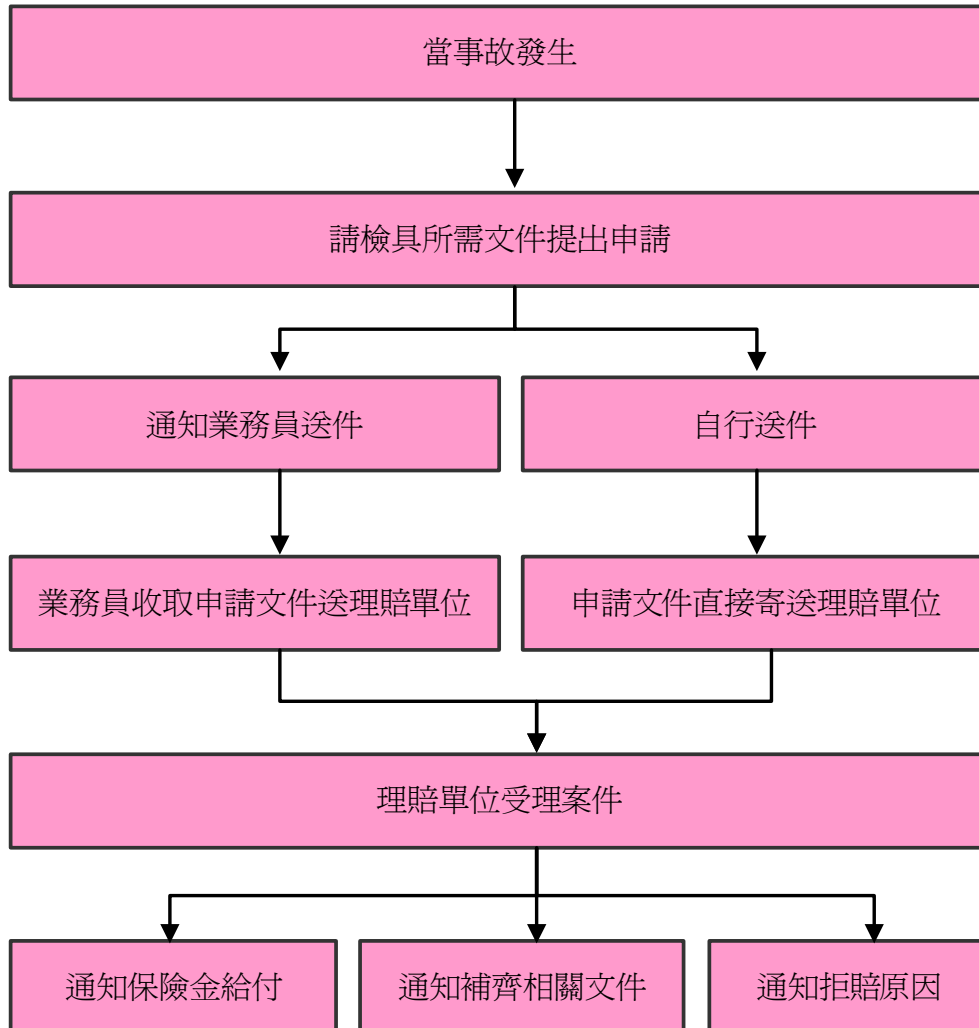 當事故發生
請檢具所需文件提出申請
通知業務員送件
自行送件
業務員收取申請文件送理賠單位
申請文件直接寄送理賠單位
理賠單位受理案件
通知保險金給付
通知補齊相關文件
通知拒賠原因